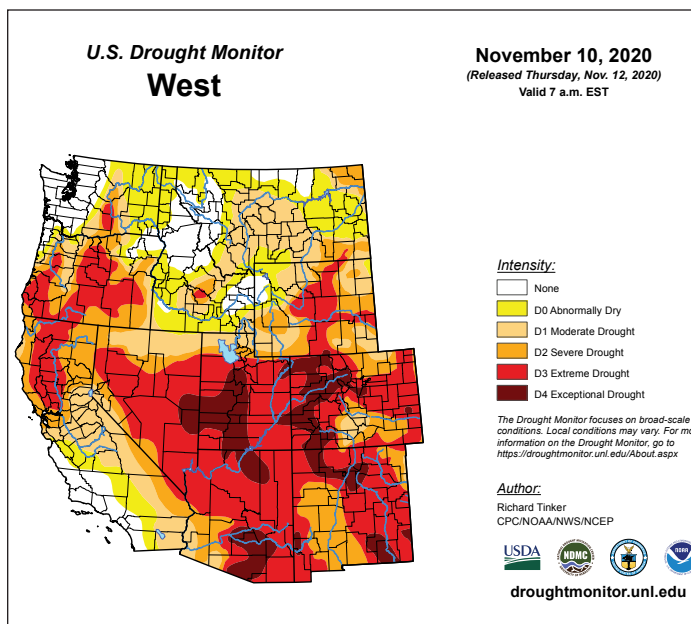 U.S. Drought Monitor
West
November 10, 2020
(Released Thursday, Nov. 12, 2020)
Valid 7 a.m. EST
Intensity:
None
D0 Abnormally Dry
D1 Moderate Drought
D2 Severe Drought
D3 Extreme Drought
D4 Exceptional Drought
The Drought Monitor focuses on broad-scale
conditions. Local conditions may vary. For mo
information on the Drought Monitor, go to
https://droughtmonitor.unl.edu/About.aspx
Author:
Richard Tinker
CPC/NOAA/NWS/NCEP
USDA
NDMC
NOAA
droughtmonitor.unl.edu